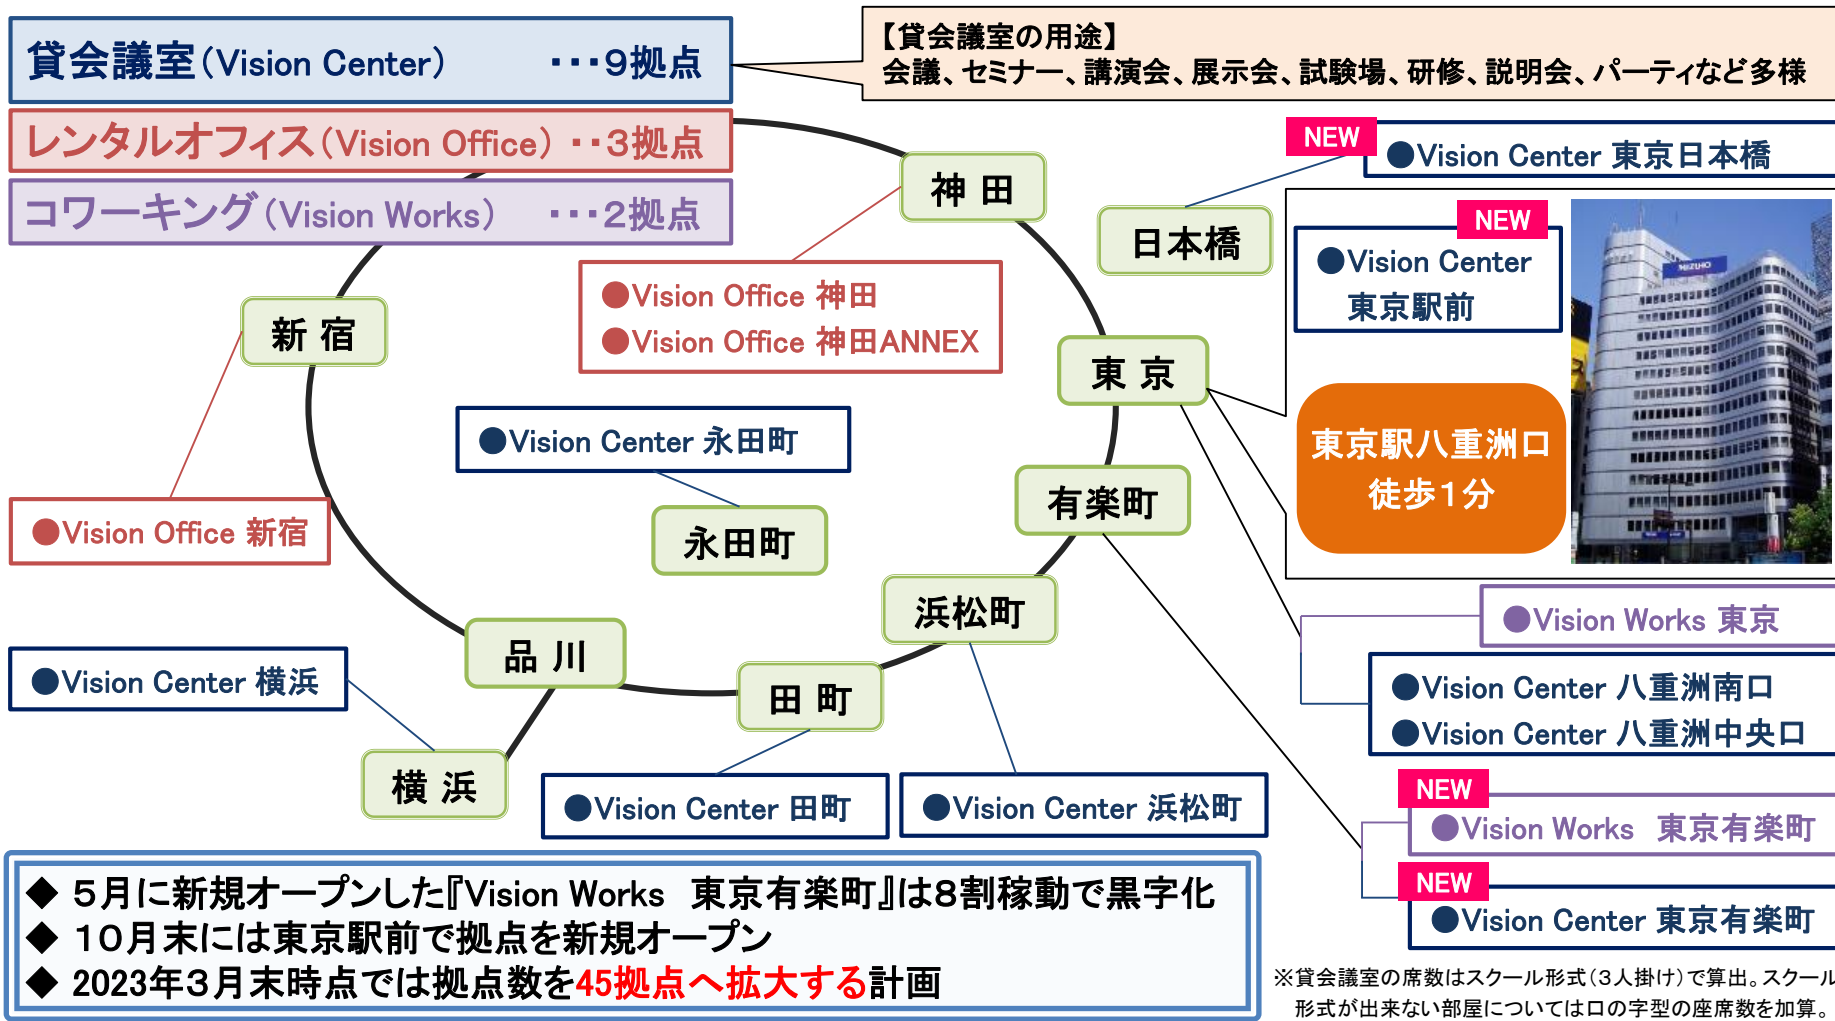 貸会議室(Vision Center) ･･･9拠点
【貸会議室の用途】
会議、セミナー、講演会、展示会、試験場、研修、説明会、パーティなど多様
レンタルオフィス(Vision Office) ･･3拠点
コワーキング(Vision Works) ･･･2拠点
NEW
●Vision Center 東京日本橋
神 田
日本橋
NEW
●Vision Center
東京駅前
MIZUHO
●Vision Office 神田
●Vision Office 神田ANNEX
新 宿
東 京
東京駅八重洲口
徒歩1分
●Vision Center 永田町
有楽町
●Vision Office 新宿
永田町
浜松町
●Vision Works 東京
品 川
●Vision Center 横浜
田 町
●Vision Center 八重洲南口
●Vision Center 八重洲中央口
横 浜
●Vision Center 田町
●Vision Center 浜松町
NEW
●Vision Works 東京有楽町
NEW
●Vision Center 東京有楽町
◆ 5月に新規オープンした『Vision Works 東京有楽町』は8割稼動で黒字化
◆ 10月末には東京駅前で拠点を新規オープン
◆ 2023年3月末時点では拠点数を45拠点へ拡大する計画
※貸会議室の席数はスクール形式(3人掛け)で算出。スクール
形式が出来ない部屋についてはロの字型の座席数を加算。